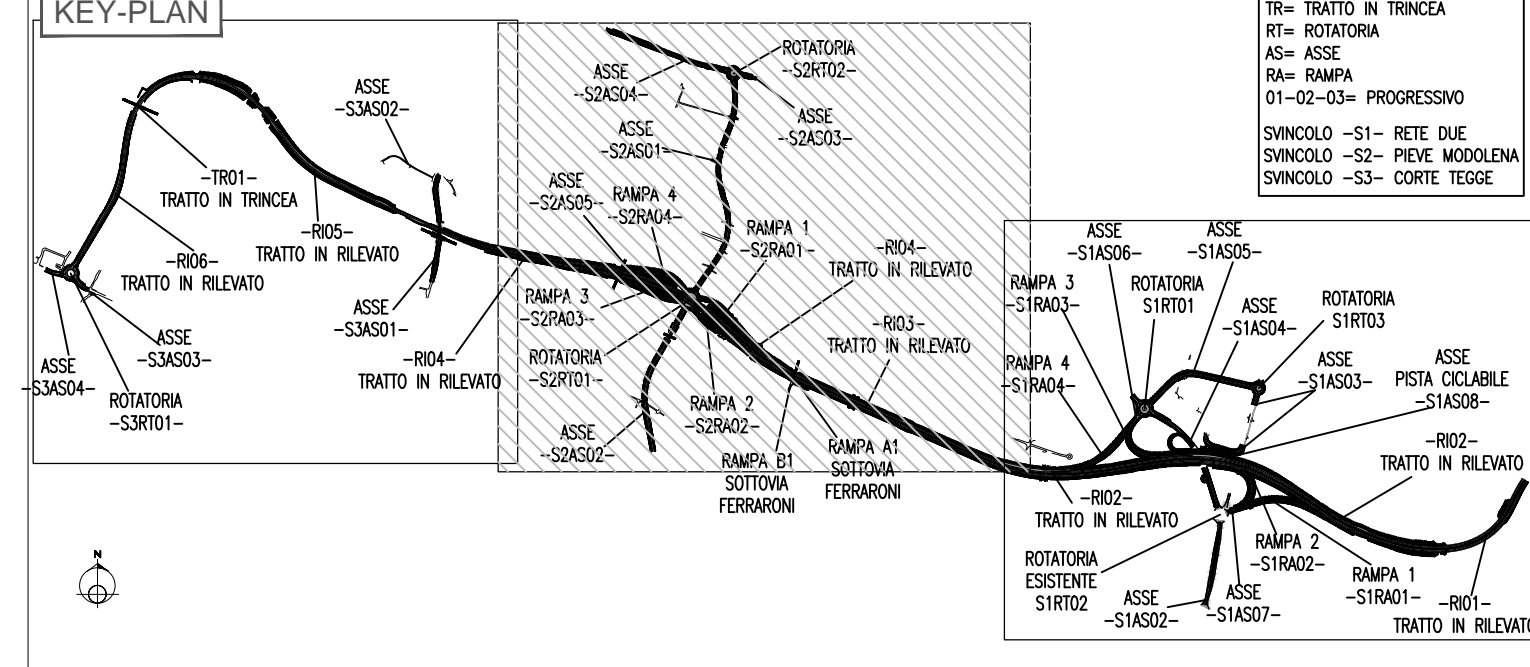 KEY-PLAN
TR= TRATTO IN TRINCEA
RT= ROTATORIA
AS= ASSE
RA= RAMPA
01-02-03= PROGRESSIVO
SVINCOLO -S1- RETE DUE
SVINCOLO -S2- PIEVE MODOLENA
SVINCOLO -S3- CORTE TEGGE
ASSE
-S3AS02-
-TR01-
TRATTO IN TRINCEA
-RI05-
TRATTO IN RILEVATO
-RI06-
TRATTO IN RILEVATO
ASSE
-S3AS01-
ASSE
-S3AS03-
ASSE
-S3AS04-
ROTATORIA
-S3RT01-
-RI04-
TRATTO IN RILEVATO
ROTATORIA
-S2RT02-
ASSE
-S2AS04-
ASSE
-S2AS03-
ASSE
-S2AS01-
ASSE
-S2AS05-
RAMPA 4
-S2RA04-
RAMPA 1
-S2RA01-
-RI04-
TRATTO IN RILEVATO
RAMPA 3
-S2RA03-
-RI03-
TRATTO IN RILEVATO
ROTATORIA
-S2RT01-
RAMPA 2
-S2RA02-
ASSE
-S2AS02-
RAMPA B1
SOTTOVIA
FERRARONI
RAMPA A1
SOTTOVIA
FERRARONI
ASSE
-S1AS06-
ASSE
-S1AS05-
RAMPA 3
-S1RA03-
ROTATORIA
S1RT01
ASSE
-S1AS04-
ROTATORIA
S1RT03
RAMPA 4
-S1RA04-
ASSE
-S1AS03-
ASSE
PISTA CICLABILE
-S1AS08-
-RI02-
TRATTO IN RILEVATO
-RI02-
TRATTO IN RILEVATO
ROTATORIA
ESISTENTE
S1RT02
RAMPA 2
-S1RA02-
RAMPA 1
-S1RA01-
ASSE
-S1AS02-
ASSE
-S1AS07-
-RI01-
TRATTO IN RILEVATO
N